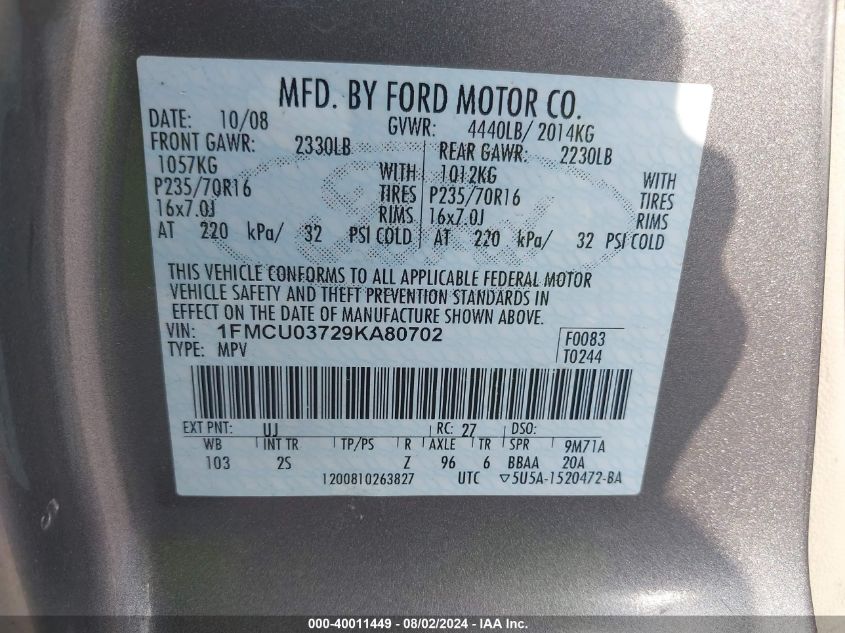 MFD. BY FORD MOTOR CO.
DATE: 10/08 GVWR: 4440LB/ 2014KG
FRONT GAWR: 2330LB REAR GAWR: 2230LB
1057KG WITH 1012KG WITH
P235/70R16 TIRES P235/70R16 TIRES
16x7.0J RIMS 16x7.0J RIMS
AT 220 kPa/ 32 PSI COLD AT 220 kPa/ 32 PSI COLD
THIS VEHICLE CONFORMS TO ALL APPLICABLE FEDERAL MOTOR
VEHICLE SAFETY AND THEFT PREVENTION STANDARDS IN
EFFECT ON THE DATE OF MANUFACTURE SHOWN ABOVE.
VIN: 1FMCU03729KA80702 F0083
TYPE: MPV T0244
EXT PNT: UJ RC: 27 DSO:
WB INT TR TP/PS R AXLE TR SPR 9M71A
103 2S Z 96 6 BBAA 20A
1200810263827 UTC ▽5U5A-1520472-BA
000-40011449 - 08/02/2024 - IAA Inc.